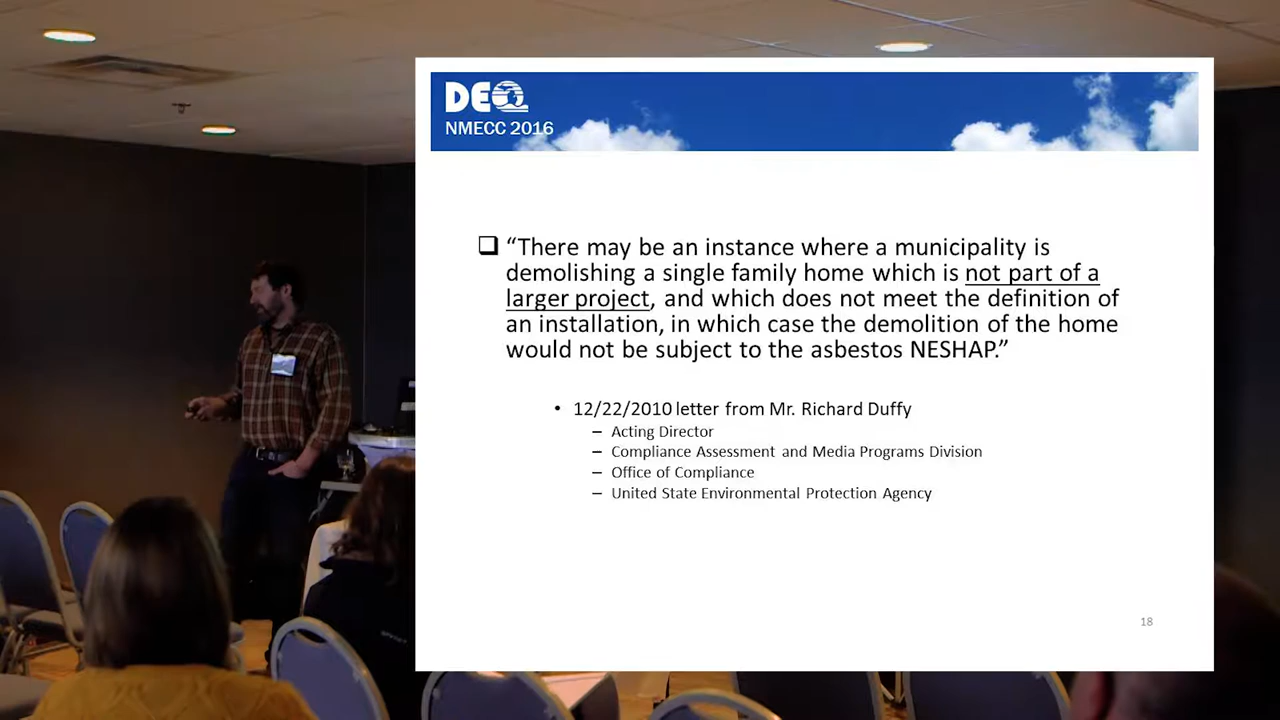 DEQ
NMECC 2016
❑ “There may be an instance where a municipality is
demolishing a single family home which is not part of a
larger project, and which does not meet the definition of
an installation, in which case the demolition of the home
would not be subject to the asbestos NESHAP.”
• 12/22/2010 letter from Mr. Richard Duffy
– Acting Director
– Compliance Assessment and Media Programs Division
– Office of Compliance
– United State Environmental Protection Agency
18